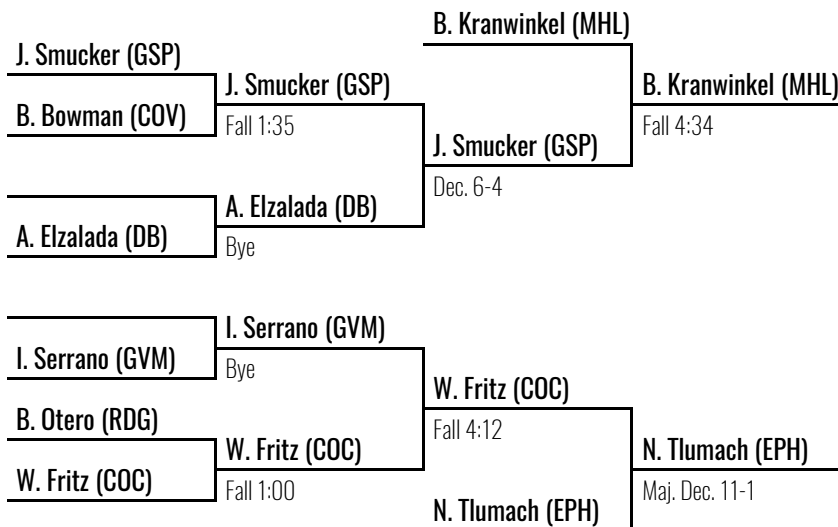 B. Kranwinkel (MHL)
J. Smucker (GSP)
J. Smucker (GSP)
B. Kranwinkel (MHL)
B. Bowman (COV)
Fall 1:35
Fall 4:34
J. Smucker (GSP)
Dec. 6-4
A. Elzalada (DB)
A. Elzalada (DB)
Bye
I. Serrano (GVM)
I. Serrano (GVM)
Bye
W. Fritz (COC)
B. Otero (RDG)
Fall 4:12
W. Fritz (COC)
N. Tlumach (EPH)
W. Fritz (COC)
Fall 1:00
Maj. Dec. 11-1
N. Tlumach (EPH)